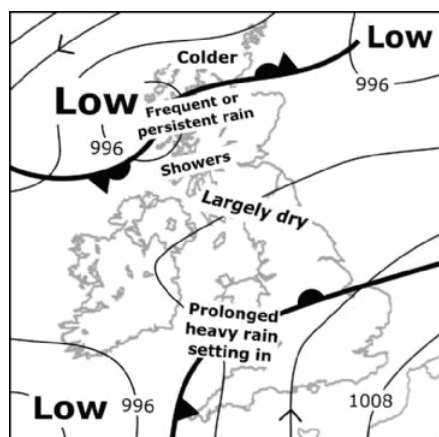 Colder
Low
996
Low
Frequent or
persistent rain
996
Showers
Largely dry
Prolonged
heavy rain
setting in
Low
996
1008